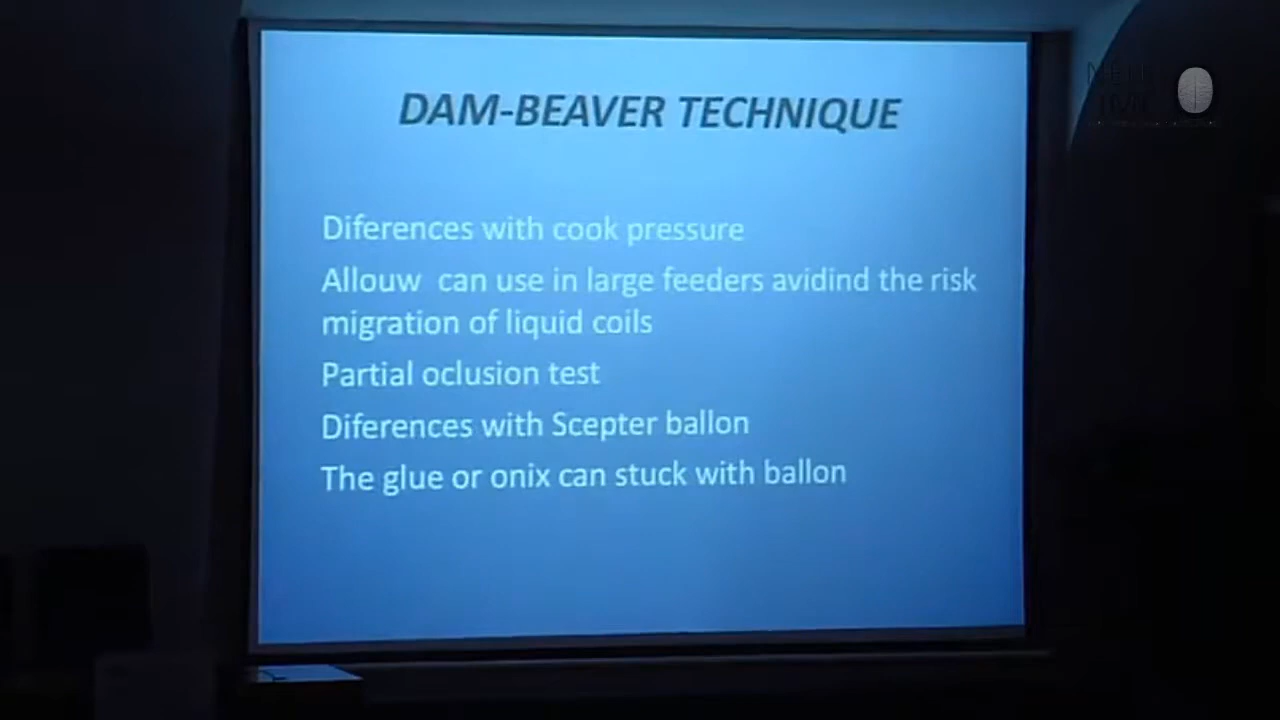 DAM-BEAVER TECHNIQUE
Diferences with cook pressure
Allouw can use in large feeders avidind the risk
migration of liquid coils
Partial oclusion test
Diferences with Scepter ballon
The glue or onix can stuck with ballon